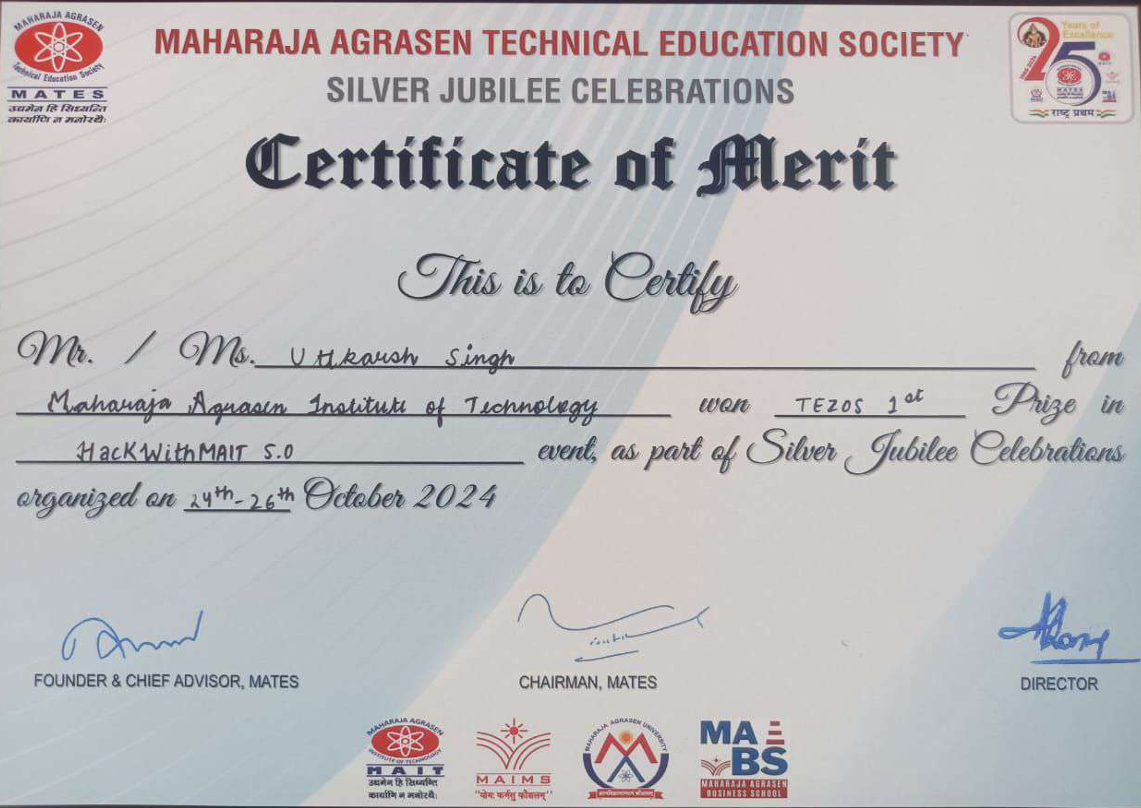 MAHARAJA AGRASEN
Technical Education Society
MATES
उद्यमेन हि सिध्यन्ति
कार्याणि न मनोरथैः
MAHARAJA AGRASEN TECHNICAL EDUCATION SOCIETY
SILVER JUBILEE CELEBRATIONS
25 Years of
Excellence
MATES
राष्ट्र प्रथम
Certificate of Merit
This is to Certify
Mr. / Ms. Utkarsh Singh from
Maharaja Agrasen Institute of Technology won TEZOS 1st Prize in
HackWithMAIT 5.0 event, as part of Silver Jubilee Celebrations
organized on 24th-26th October 2024
FOUNDER & CHIEF ADVISOR, MATES
CHAIRMAN, MATES
DIRECTOR
MAHARAJA AGRASEN
INSTITUTE OF TECHNOLOGY
MAIT
उद्यमेन हि सिध्यन्ति
कार्याणि न मनोरथैः
MAIMS
"योगः कर्मसु कौशलम्"
MAHARAJA AGRASEN UNIVERSITY
MABS
MAHARAJA AGRASEN
BUSINESS SCHOOL